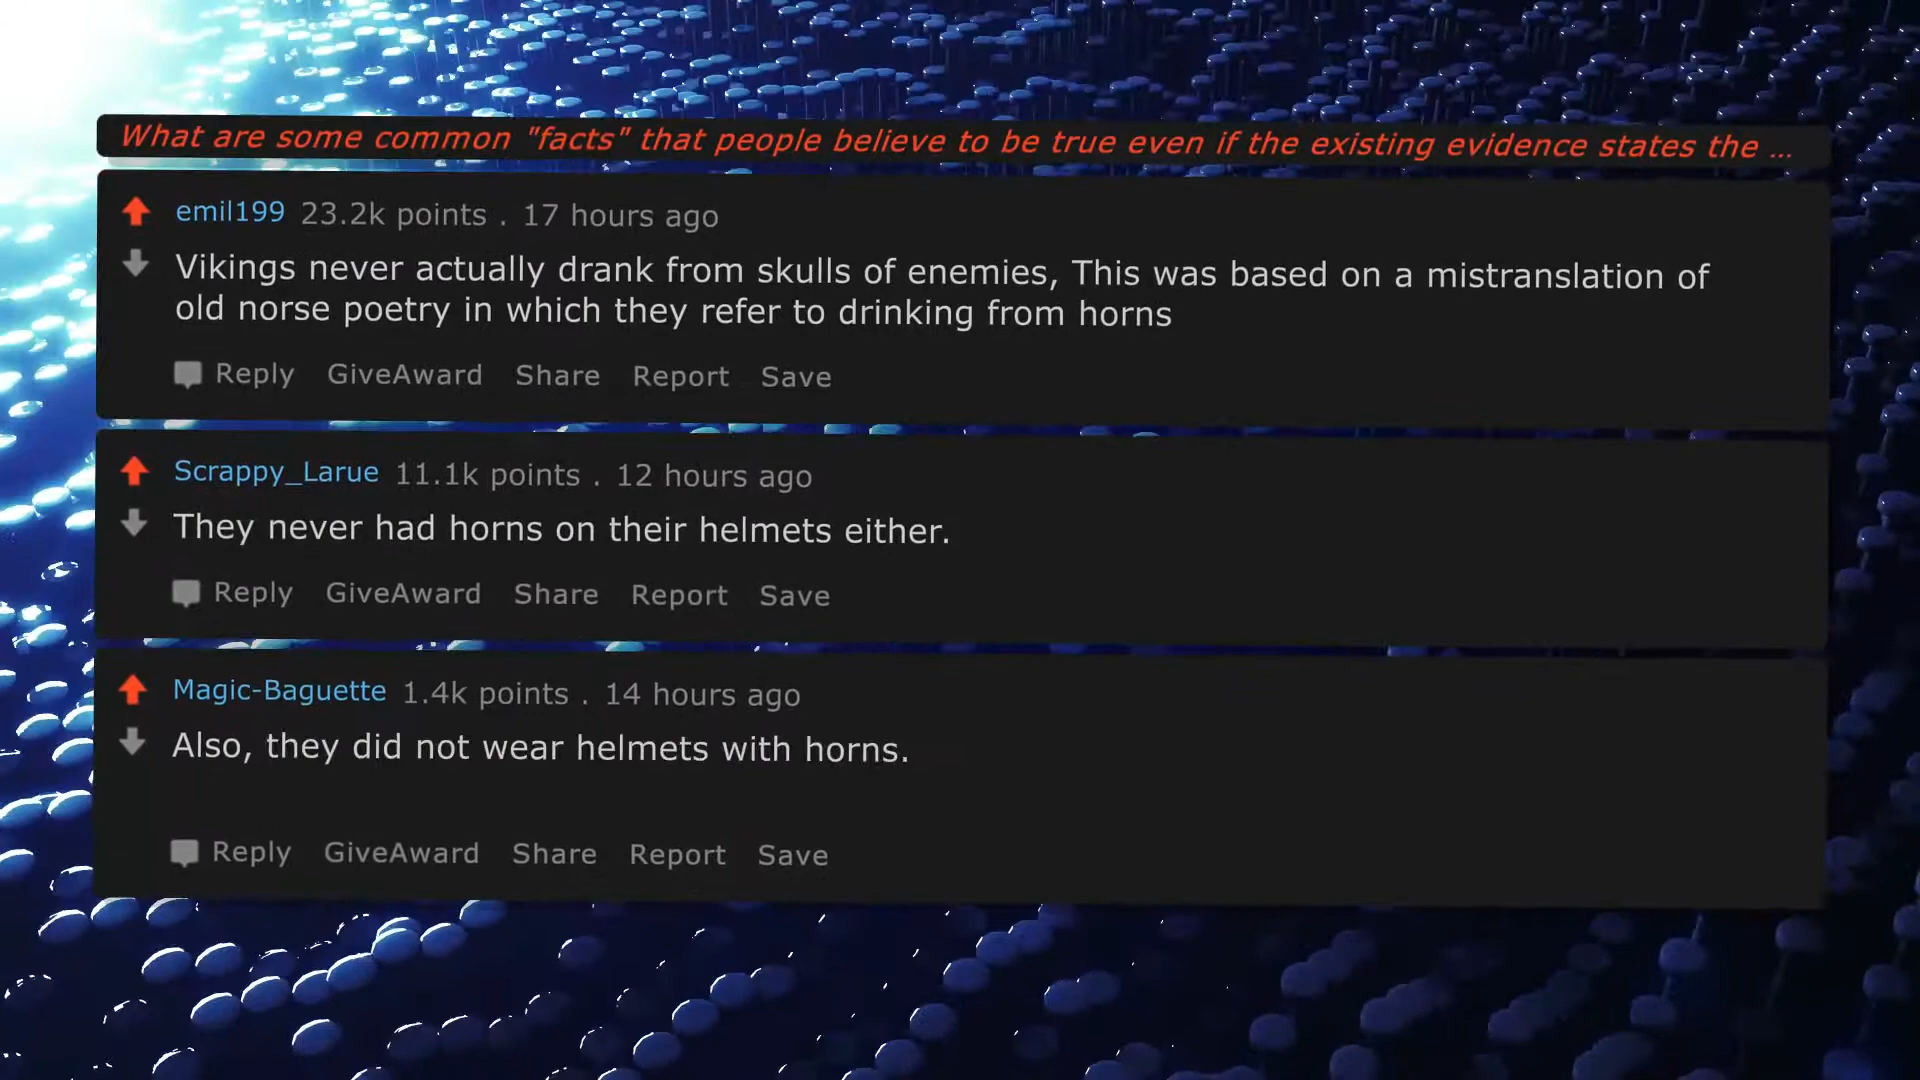 What are some common "facts" that people believe to be true even if the existing evidence states the ...
emil199 23.2k points . 17 hours ago
Vikings never actually drank from skulls of enemies, This was based on a mistranslation of
old norse poetry in which they refer to drinking from horns
Reply GiveAward Share Report Save
Scrappy_Larue 11.1k points . 12 hours ago
They never had horns on their helmets either.
Reply GiveAward Share Report Save
Magic-Baguette 1.4k points . 14 hours ago
Also, they did not wear helmets with horns.
Reply GiveAward Share Report Save